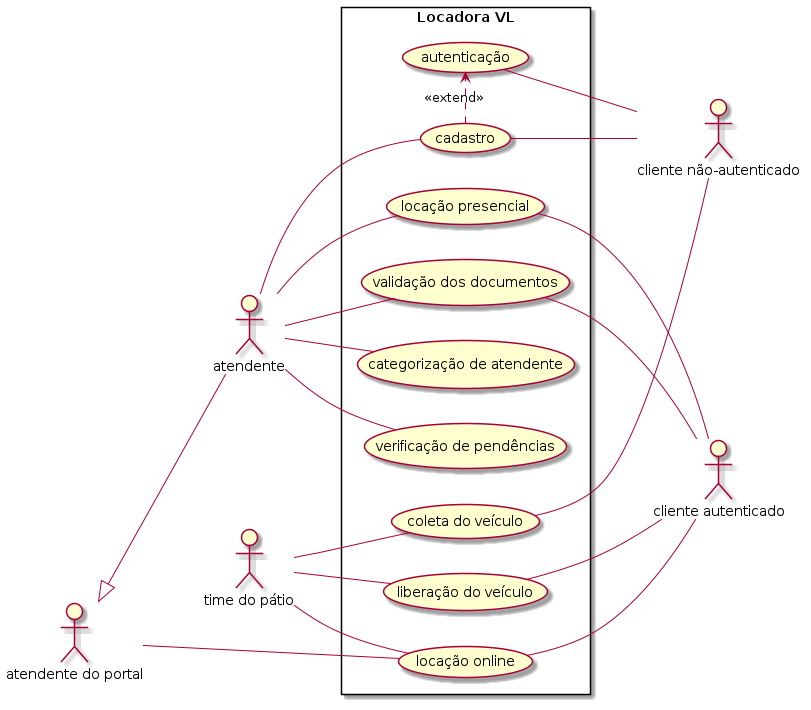 Locadora VL
autenticação
«extend»
cadastro
cliente não-autenticado
locação presencial
validação dos documentos
atendente
categorização de atendente
verificação de pendências
cliente autenticado
coleta do veículo
time do pátio
liberação do veículo
locação online
atendente do portal